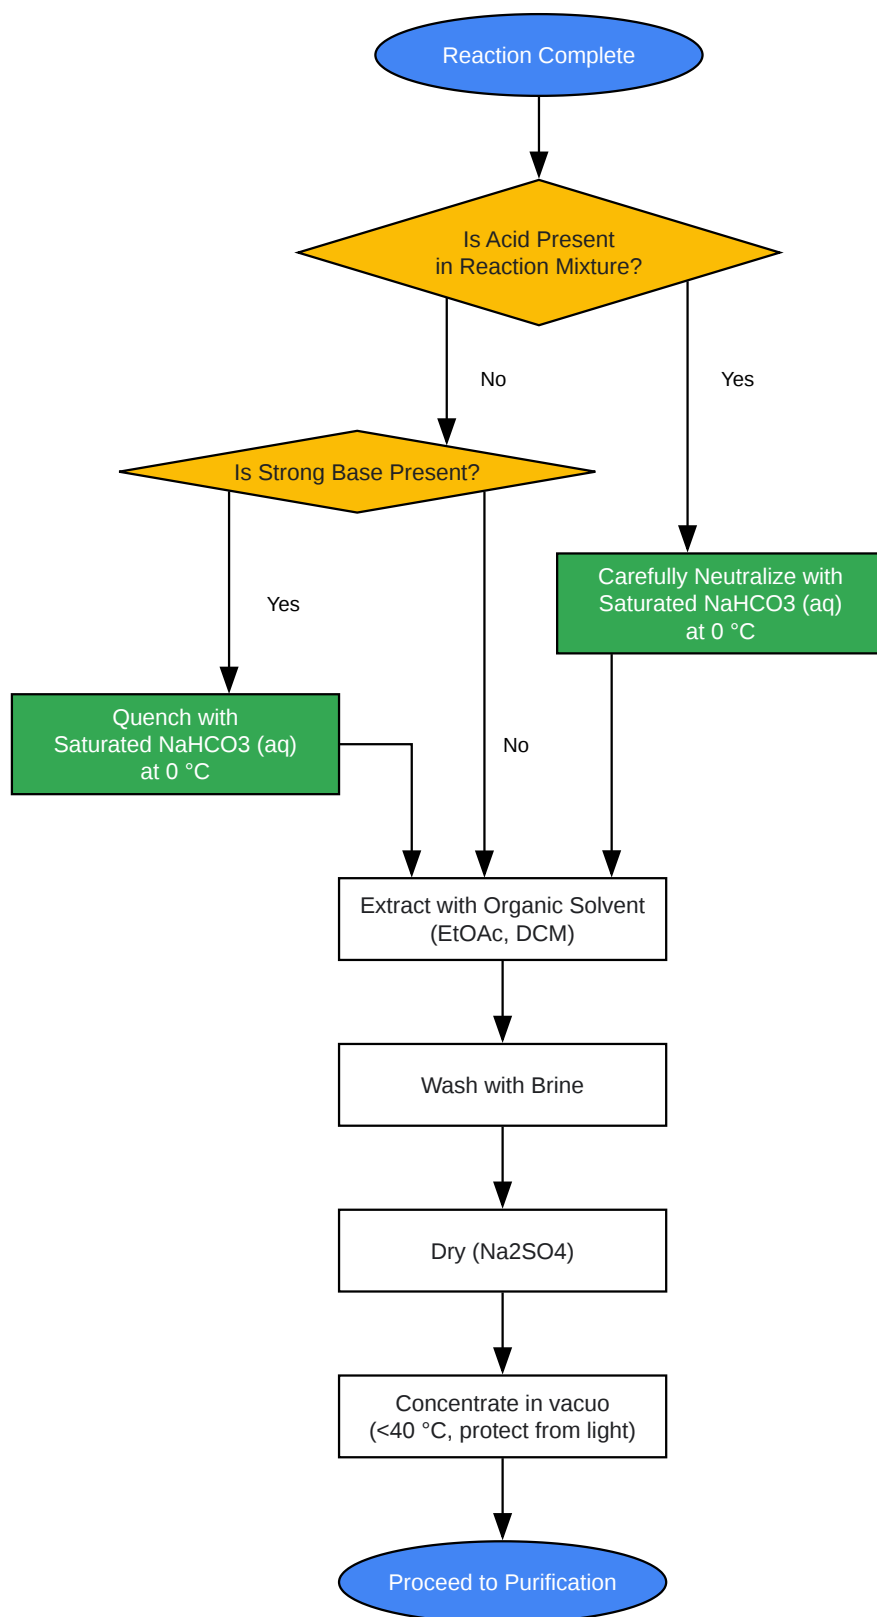 Reaction Complete
Is Acid Present
in Reaction Mixture?
No
Yes
Is Strong Base Present?
Carefully Neutralize with
Saturated NaHCO3 (aq)
at 0 °C
Yes
Quench with
Saturated NaHCO3 (aq)
at 0 °C
No
Extract with Organic Solvent
(EtOAc, DCM)
Wash with Brine
Dry (Na2SO4)
Concentrate in vacuo
(<40 °C, protect from light)
Proceed to Purification